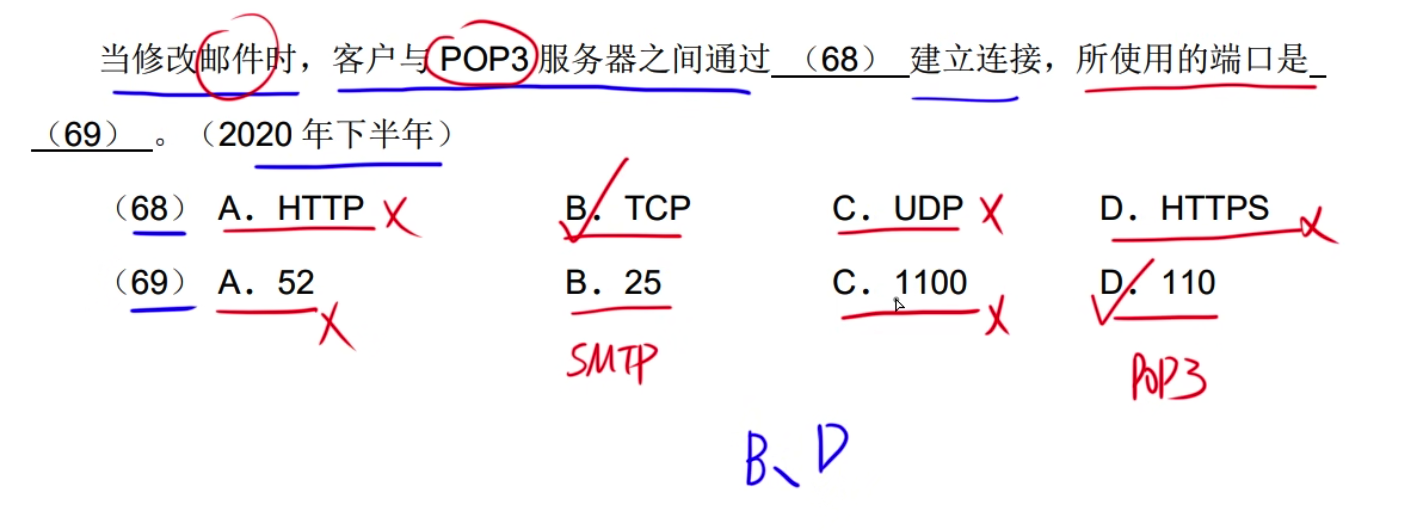 当修改邮件时，客户与 POP3 服务器之间通过 （68） 建立连接，所使用的端口是
（69） 。（2020 年下半年）
（68） A．HTTP X B．TCP C．UDP X D．HTTPS X
（69） A．52 X B．25 C．1100 X D．110
SMTP POP3
B、D